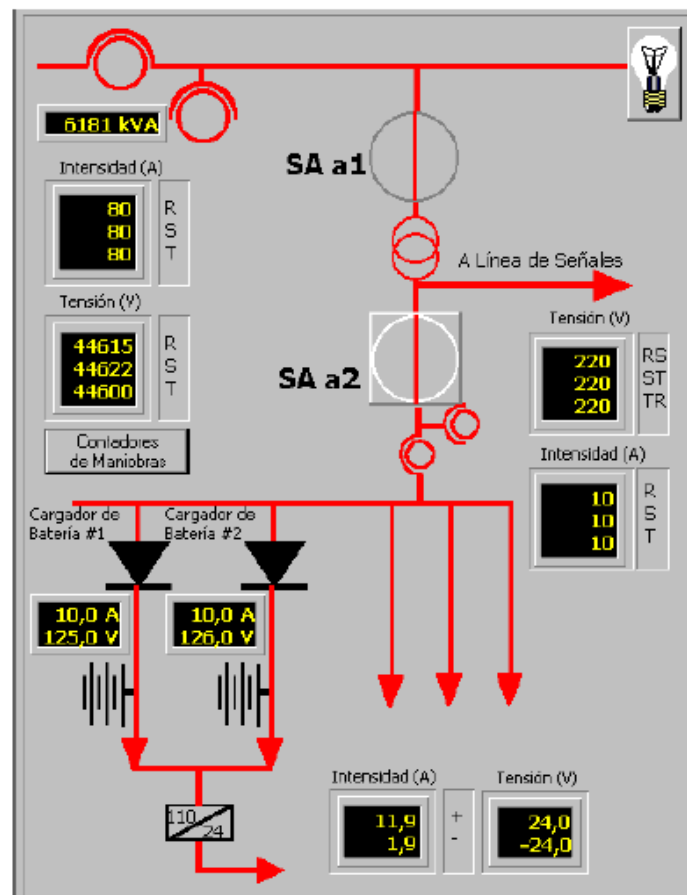 6181 kVA
Intensidad (A)
80 R
80 S
80 T
Tensión (V)
44615 R
44622 S
44600 T
Contadores
de Maniobras
SA a1
A Línea de Señales
SA a2
Tensión (V)
220 RS
220 ST
220 TR
Intensidad (A)
10 R
10 S
10 T
Cargador de
Batería #1
10,0 A
125,0 V
Cargador de
Batería #2
10,0 A
126,0 V
110
24
Intensidad (A)
11,9 +
1,9 -
Tensión (V)
24,0
-24,0